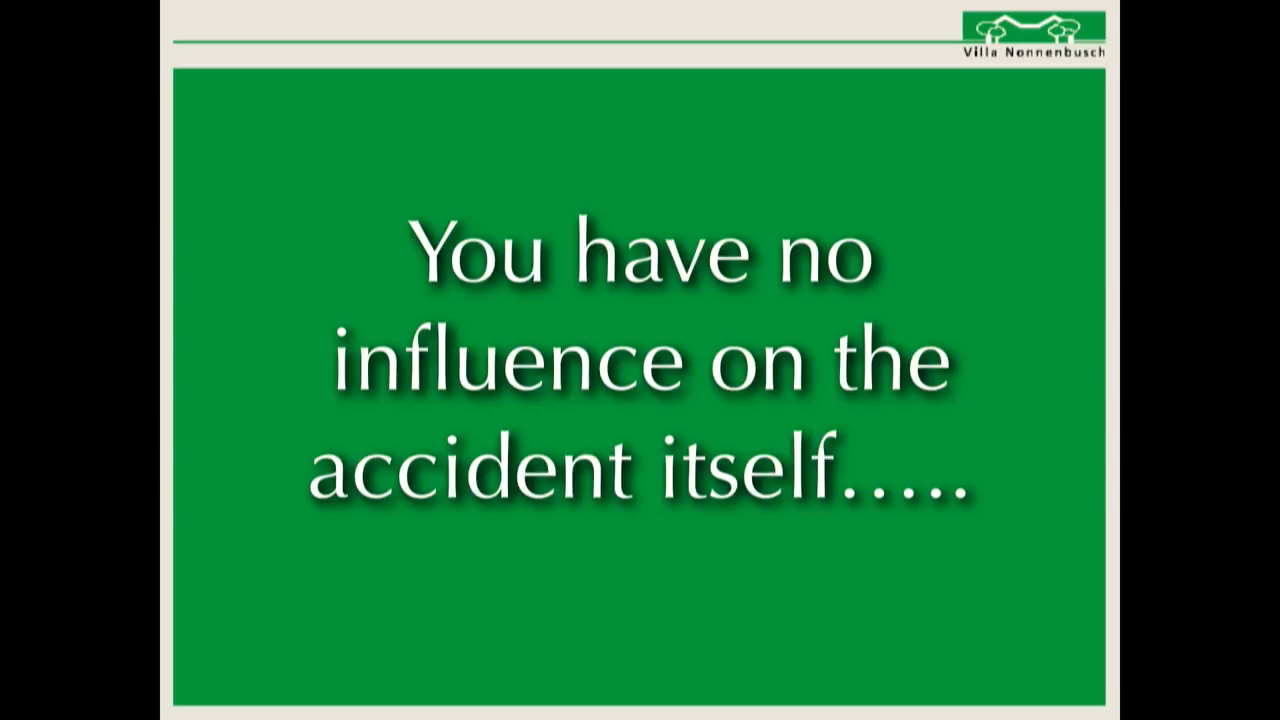 Villa Nonnenbusch
You have no
influence on the
accident itself.....